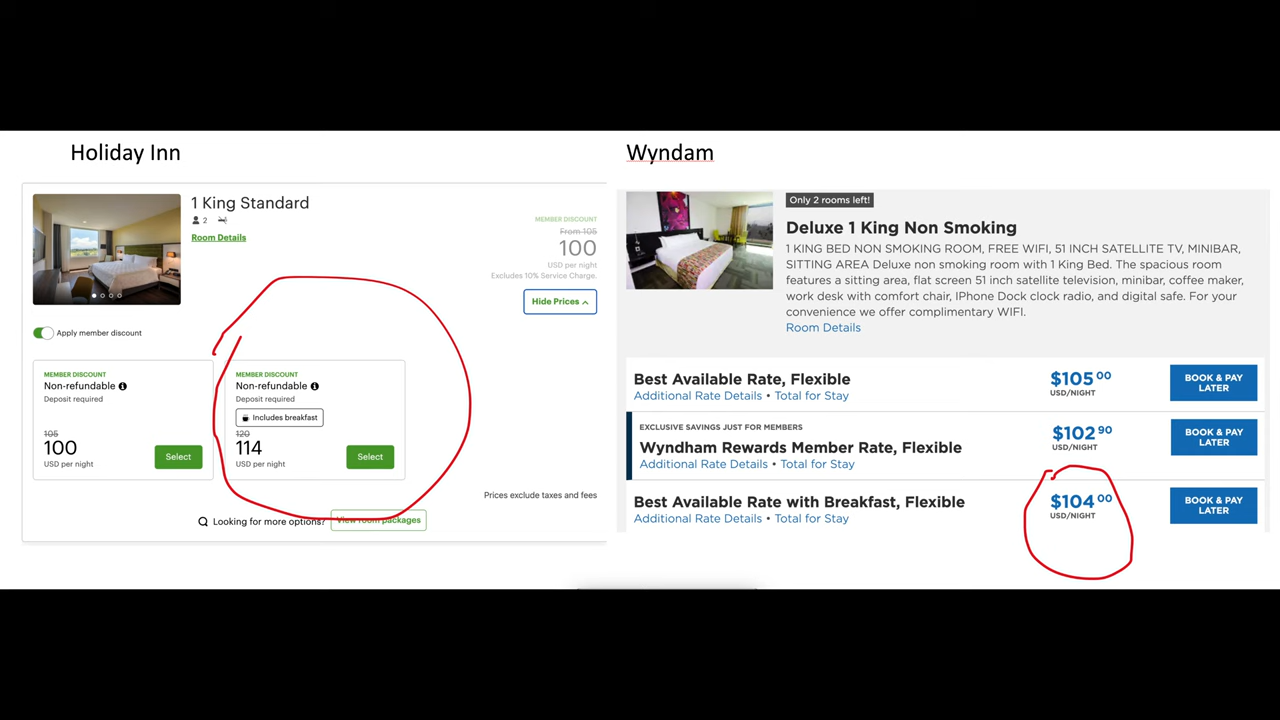 Holiday Inn
1 King Standard
2
Room Details
MEMBER DISCOUNT
From 105
100
USD per night
Excludes 10% Service Charge.
Hide Prices
Apply member discount
MEMBER DISCOUNT
Non-refundable
Deposit required
105
100
USD per night
Select
MEMBER DISCOUNT
Non-refundable
Deposit required
Includes breakfast
120
114
USD per night
Select
Prices exclude taxes and fees
Looking for more options?
View room packages
Wyndam
Only 2 rooms left!
Deluxe 1 King Non Smoking
1 KING BED NON SMOKING ROOM, FREE WIFI, 51 INCH SATELLITE TV, MINIBAR,
SITTING AREA Deluxe non smoking room with 1 King Bed. The spacious room
features a sitting area, flat screen 51 inch satellite television, minibar, coffee maker,
work desk with comfort chair, IPhone Dock clock radio, and digital safe. For your
convenience we offer complimentary WIFI.
Room Details
Best Available Rate, Flexible
Additional Rate Details • Total for Stay
$105 00
USD/NIGHT
BOOK & PAY
LATER
EXCLUSIVE SAVINGS JUST FOR MEMBERS
Wyndham Rewards Member Rate, Flexible
Additional Rate Details • Total for Stay
$102 90
USD/NIGHT
BOOK & PAY
LATER
Best Available Rate with Breakfast, Flexible
Additional Rate Details • Total for Stay
$104 00
USD/NIGHT
BOOK & PAY
LATER